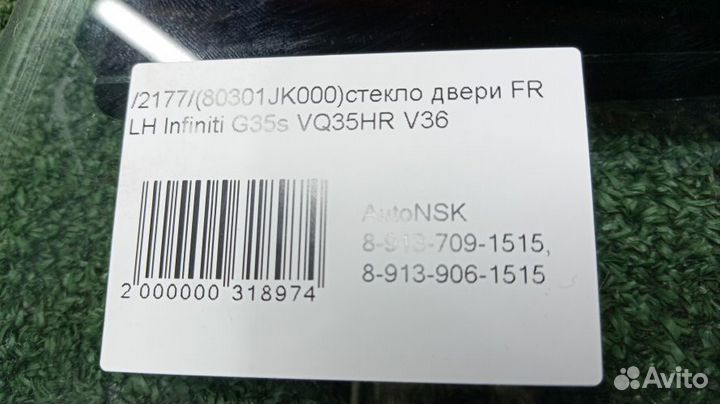 /2177/(80301JK000)стекло двери FR
LH Infiniti G35s VQ35HR V36
AutoNSK
8-913-709-1515,
8-913-906-1515
2 000000 318974
Avito